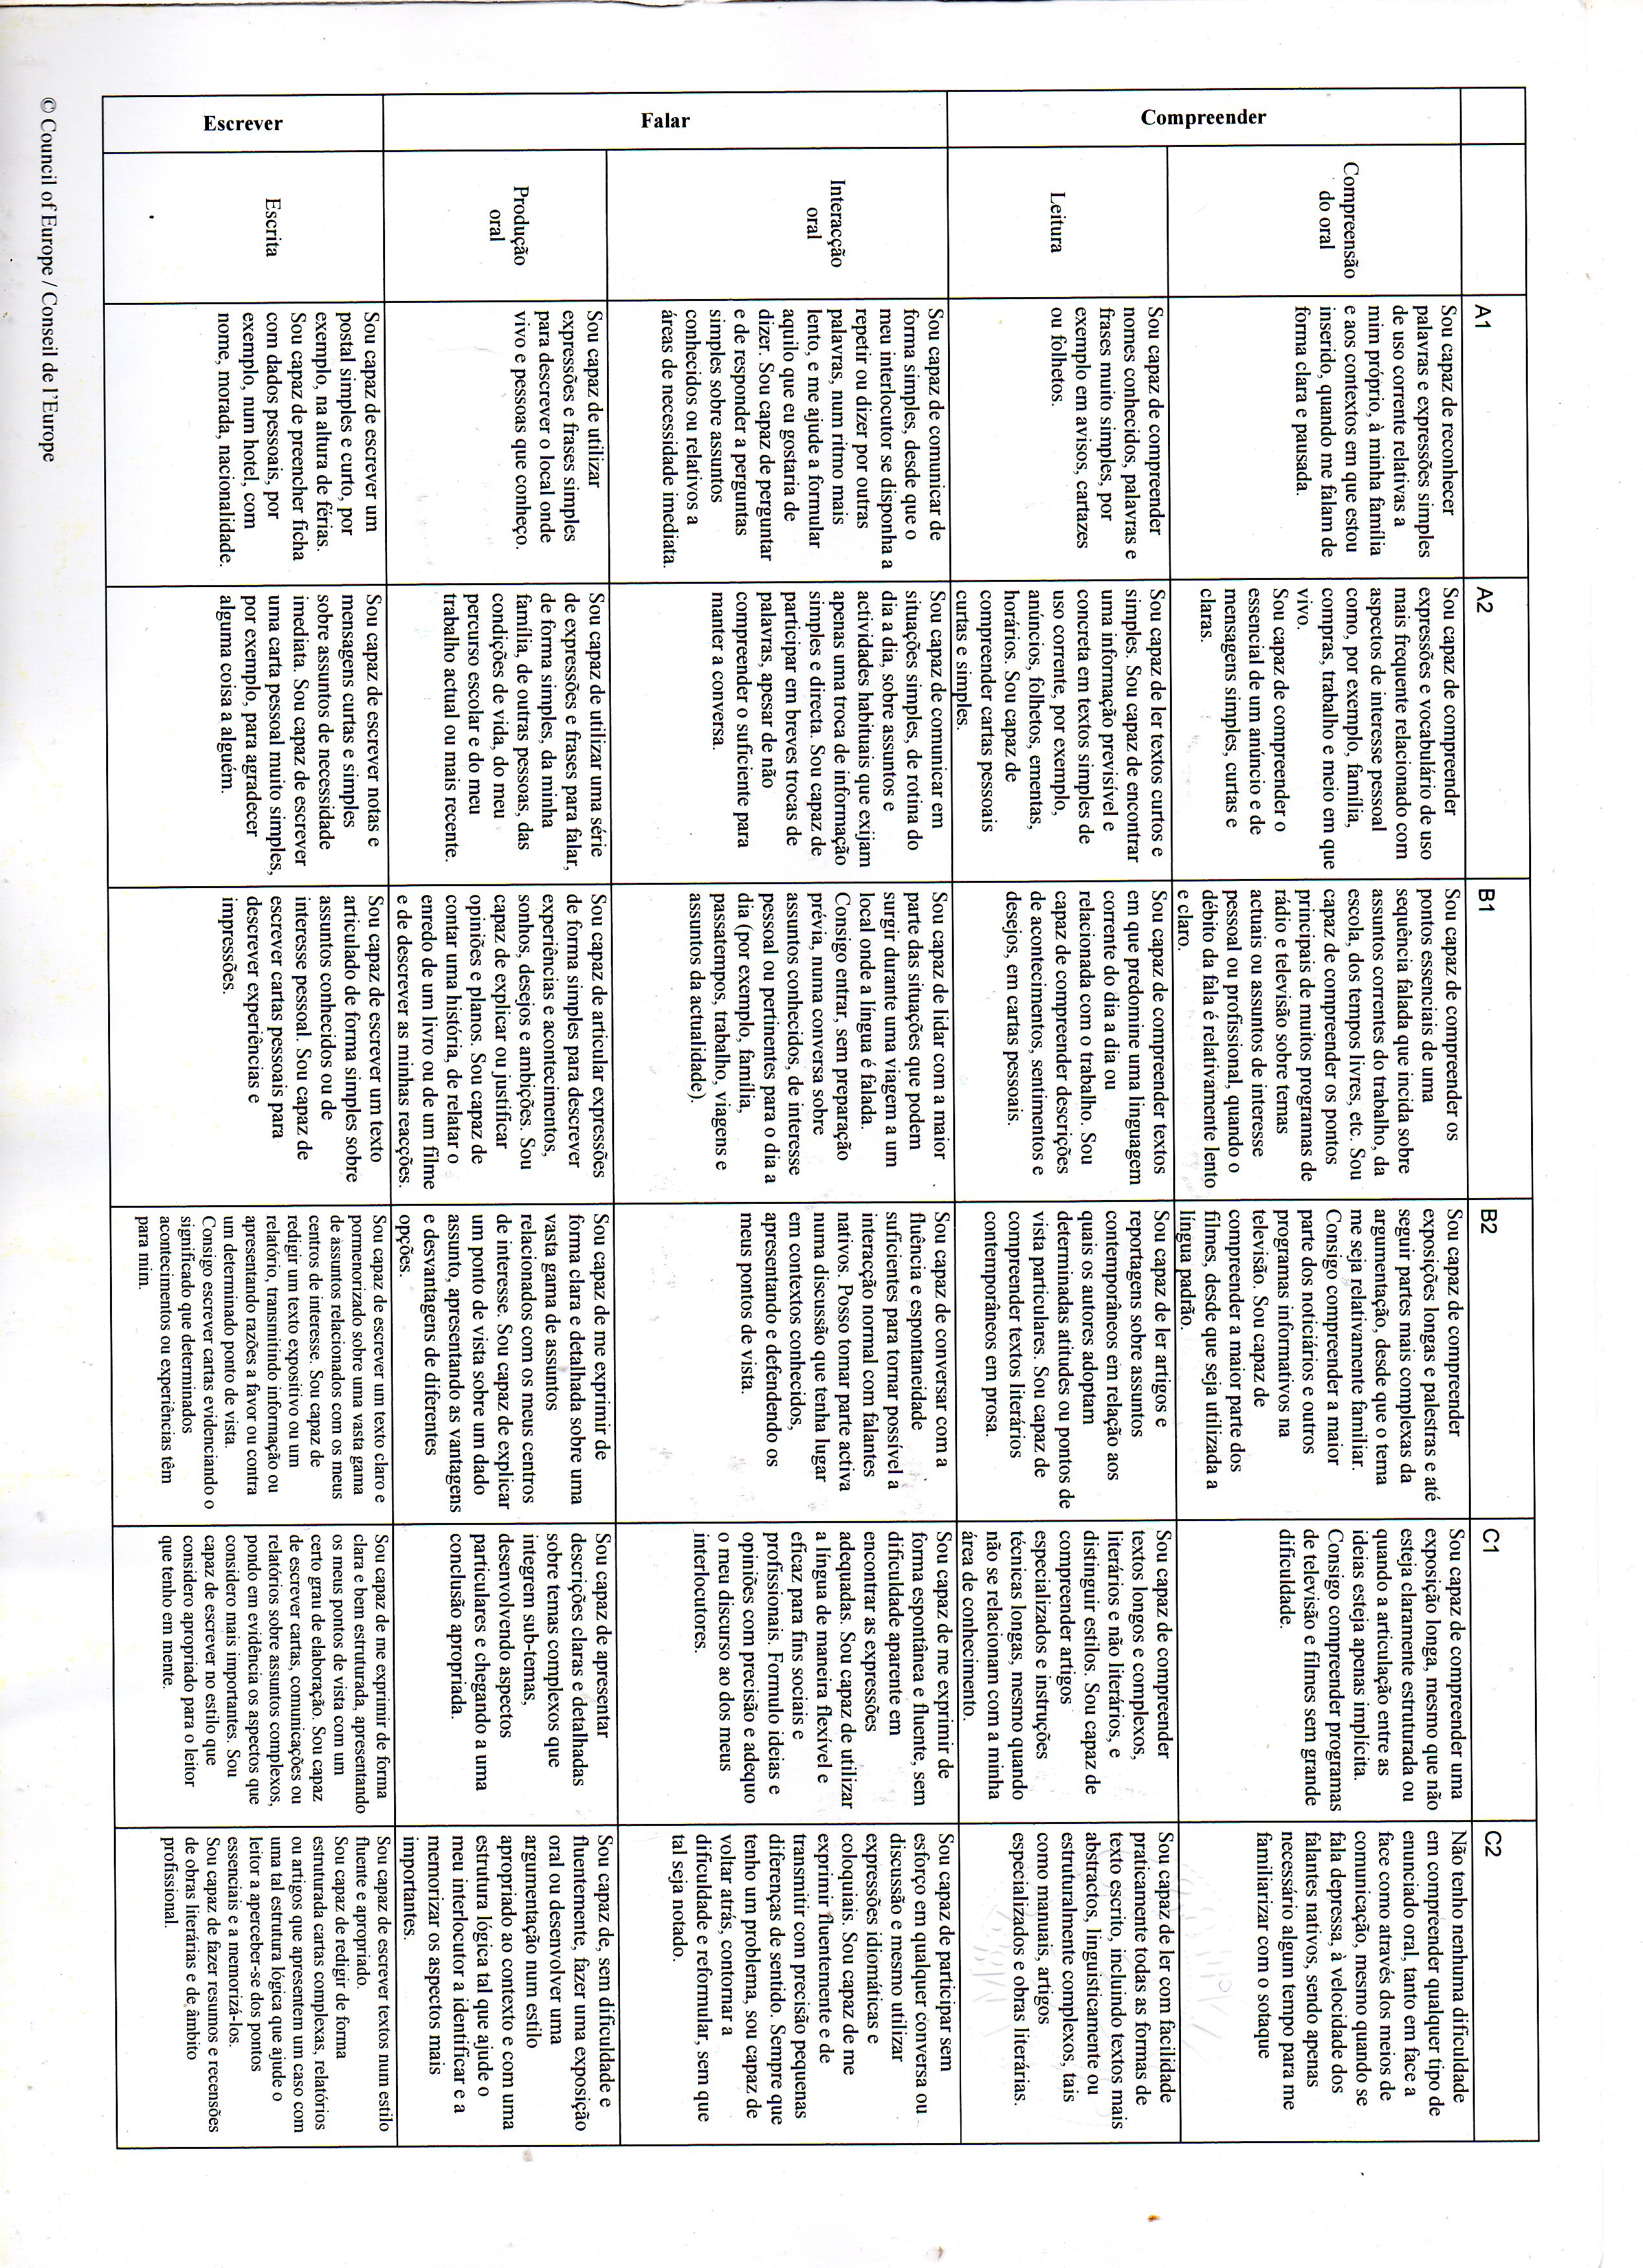 A1
A2
B1
B2
C1
C2
Compreender
Compreensão
do oral
Sou capaz de reconhecer
palavras e expressões simples
de uso corrente relativas a
mim próprio, à minha família
e aos contextos em que estou
inserido, quando me falam de
forma clara e pausada.
Sou capaz de compreender
expressões e vocabulário de uso
mais frequente relacionado com
aspectos de interesse pessoal
como, por exemplo, família,
compras, trabalho e meio em que
vivo.
Sou capaz de compreender o
essencial de um anúncio e de
mensagens simples, curtas e
claras.
Sou capaz de compreender os
pontos essenciais de uma
sequência falada que incida sobre
assuntos correntes do trabalho, da
escola, dos tempos livres, etc. Sou
capaz de compreender os pontos
principais de muitos programas de
rádio e televisão sobre temas
actuais ou assuntos de interesse
pessoal ou profissional, quando o
débito da fala é relativamente lento
e claro.
Sou capaz de compreender
exposições longas e palestras e até
seguir partes mais complexas da
argumentação, desde que o tema
me seja relativamente familiar.
Consigo compreender a maior
parte dos noticiários e outros
programas informativos na
televisão. Sou capaz de
compreender a maior parte dos
filmes, desde que seja utilizada a
língua padrão.
Sou capaz de compreender uma
exposição longa, mesmo que não
esteja claramente estruturada ou
quando a articulação entre as
ideias esteja apenas implícita.
Consigo compreender programas
de televisão e filmes sem grande
dificuldade.
Não tenho nenhuma dificuldade
em compreender qualquer tipo de
enunciado oral, tanto em face a
face como através dos meios de
comunicação, mesmo quando se
fala depressa, à velocidade dos
falantes nativos, sendo apenas
necessário algum tempo para me
familiarizar com o sotaque
Leitura
Sou capaz de compreender
nomes conhecidos, palavras e
frases muito simples, por
exemplo em avisos, cartazes
ou folhetos.
Sou capaz de ler textos curtos e
simples. Sou capaz de encontrar
uma informação previsível e
concreta em textos simples de
uso corrente, por exemplo,
anúncios, folhetos, ementas,
horários. Sou capaz de
compreender cartas pessoais
curtas e simples.
Sou capaz de compreender textos
em que predomine uma linguagem
corrente do dia a dia ou
relacionada com o trabalho. Sou
capaz de compreender descrições
de acontecimentos, sentimentos e
desejos, em cartas pessoais.
Sou capaz de ler artigos e
reportagens sobre assuntos
contemporâneos em relação aos
quais os autores adoptam
determinadas atitudes ou pontos de
vista particulares. Sou capaz de
compreender textos literários
contemporâneos em prosa.
Sou capaz de compreender
textos longos e complexos,
literários e não literários, e
distinguir estilos. Sou capaz de
compreender artigos
especializados e instruções
técnicas longas, mesmo quando
não se relacionam com a minha
área de conhecimento.
Sou capaz de ler com facilidade
praticamente todas as formas de
texto escrito, incluindo textos mais
abstractos, linguisticamente ou
estruturalmente complexos, tais
como manuais, artigos
especializados e obras literárias.
Falar
Interacção
oral
Sou capaz de comunicar de
forma simples, desde que o
meu interlocutor se disponha a
repetir ou dizer por outras
palavras, num ritmo mais
lento, e me ajude a formular
aquilo que eu gostaria de
dizer. Sou capaz de perguntar
e de responder a perguntas
simples sobre assuntos
conhecidos ou relativos a
áreas de necessidade imediata.
Sou capaz de comunicar em
situações simples, de rotina do
dia a dia, sobre assuntos e
actividades habituais que exijam
apenas uma troca de informação
simples e directa. Sou capaz de
participar em breves trocas de
palavras, apesar de não
compreender o suficiente para
manter a conversa.
Sou capaz de lidar com a maior
parte das situações que podem
surgir durante uma viagem a um
local onde a língua é falada.
Consigo entrar, sem preparação
prévia, numa conversa sobre
assuntos conhecidos, de interesse
pessoal ou pertinentes para o dia a
dia (por exemplo, família,
passatempos, trabalho, viagens e
assuntos da actualidade).
Sou capaz de conversar com a
fluência e espontaneidade
suficientes para tornar possível a
interacção normal com falantes
nativos. Posso tomar parte activa
numa discussão que tenha lugar
em contextos conhecidos,
apresentando e defendendo os
meus pontos de vista.
Sou capaz de me exprimir de
forma espontânea e fluente, sem
dificuldade aparente em
encontrar as expressões
adequadas. Sou capaz de utilizar
a língua de maneira flexível e
eficaz para fins sociais e
profissionais. Formulo ideias e
opiniões com precisão e adequo
o meu discurso ao dos meus
interlocutores.
Sou capaz de participar sem
esforço em qualquer conversa ou
discussão e mesmo utilizar
expressões idiomáticas e
coloquiais. Sou capaz de me
exprimir fluentemente e de
transmitir com precisão pequenas
diferenças de sentido. Sempre que
tenho um problema, sou capaz de
voltar atrás, contornar a
dificuldade e reformular, sem que
tal seja notado.
Produção
oral
Sou capaz de utilizar
expressões e frases simples
para descrever o local onde
vivo e pessoas que conheço.
Sou capaz de utilizar uma série
de expressões e frases para falar,
de forma simples, da minha
família, de outras pessoas, das
condições de vida, do meu
percurso escolar e do meu
trabalho actual ou mais recente.
Sou capaz de articular expressões
de forma simples para descrever
experiências e acontecimentos,
sonhos, desejos e ambições. Sou
capaz de explicar ou justificar
opiniões e planos. Sou capaz de
contar uma história, de relatar o
enredo de um livro ou de um filme
e de descrever as minhas reacções.
Sou capaz de me exprimir de
forma clara e detalhada sobre uma
vasta gama de assuntos
relacionados com os meus centros
de interesse. Sou capaz de explicar
um ponto de vista sobre um dado
assunto, apresentando as vantagens
e desvantagens de diferentes
opções.
Sou capaz de apresentar
descrições claras e detalhadas
sobre temas complexos que
integrem sub-temas,
desenvolvendo aspectos
particulares e chegando a uma
conclusão apropriada.
Sou capaz de, sem dificuldade e
fluentemente, fazer uma exposição
oral ou desenvolver uma
argumentação num estilo
apropriado ao contexto e com uma
estrutura lógica tal que ajude o
meu interlocutor a identificar e a
memorizar os aspectos mais
importantes.
Escrever
Escrita
Sou capaz de escrever um
postal simples e curto, por
exemplo, na altura de férias.
Sou capaz de preencher ficha
com dados pessoais, por
exemplo, num hotel, com
nome, morada, nacionalidade.
Sou capaz de escrever notas e
mensagens curtas e simples
sobre assuntos de necessidade
imediata. Sou capaz de escrever
uma carta pessoal muito simples,
por exemplo, para agradecer
alguma coisa a alguém.
Sou capaz de escrever um texto
articulado de forma simples sobre
assuntos conhecidos ou de
interesse pessoal. Sou capaz de
escrever cartas pessoais para
descrever experiências e
impressões.
Sou capaz de escrever um texto claro e
pormenorizado sobre uma vasta gama
de assuntos relacionados com os meus
centros de interesse. Sou capaz de
redigir um texto expositivo ou um
relatório, transmitindo informação ou
apresentando razões a favor ou contra
um determinado ponto de vista.
Consigo escrever cartas evidenciando o
significado que determinados
acontecimentos ou experiências têm
para mim.
Sou capaz de me exprimir de forma
clara e bem estruturada, apresentando
os meus pontos de vista com um
certo grau de elaboração. Sou capaz
de escrever cartas, comunicações ou
relatórios sobre assuntos complexos,
pondo em evidência os aspectos que
considero mais importantes. Sou
capaz de escrever no estilo que
considero apropriado para o leitor
que tenho em mente.
Sou capaz de escrever textos num estilo
fluente e apropriado.
Sou capaz de redigir de forma
estruturada cartas complexas, relatórios
ou artigos que apresentem um caso com
uma tal estrutura lógica que ajude o
leitor a aperceber-se dos pontos
essenciais e a memorizá-los.
Sou capaz de fazer resumos e recensões
de obras literárias e de âmbito
profissional.
© Council of Europe / Conseil de l'Europe